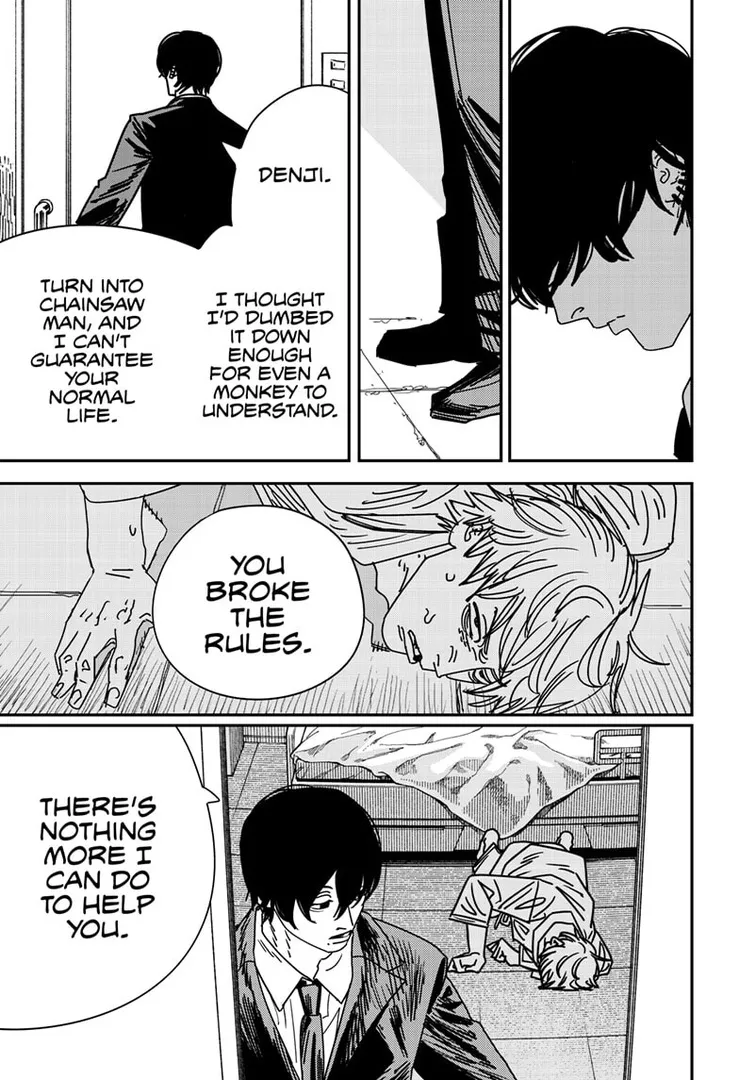 DENJI.
I THOUGHT
I'D DUMBED
IT DOWN
ENOUGH
FOR EVEN A
MONKEY TO
UNDERSTAND.
TURN INTO
CHAINSAW
MAN, AND
I CAN'T
GUARANTEE
YOUR
NORMAL
LIFE.
YOU
BROKE
THE
RULES.
THERE'S
NOTHING
MORE I
CAN DO
TO HELP
YOU.